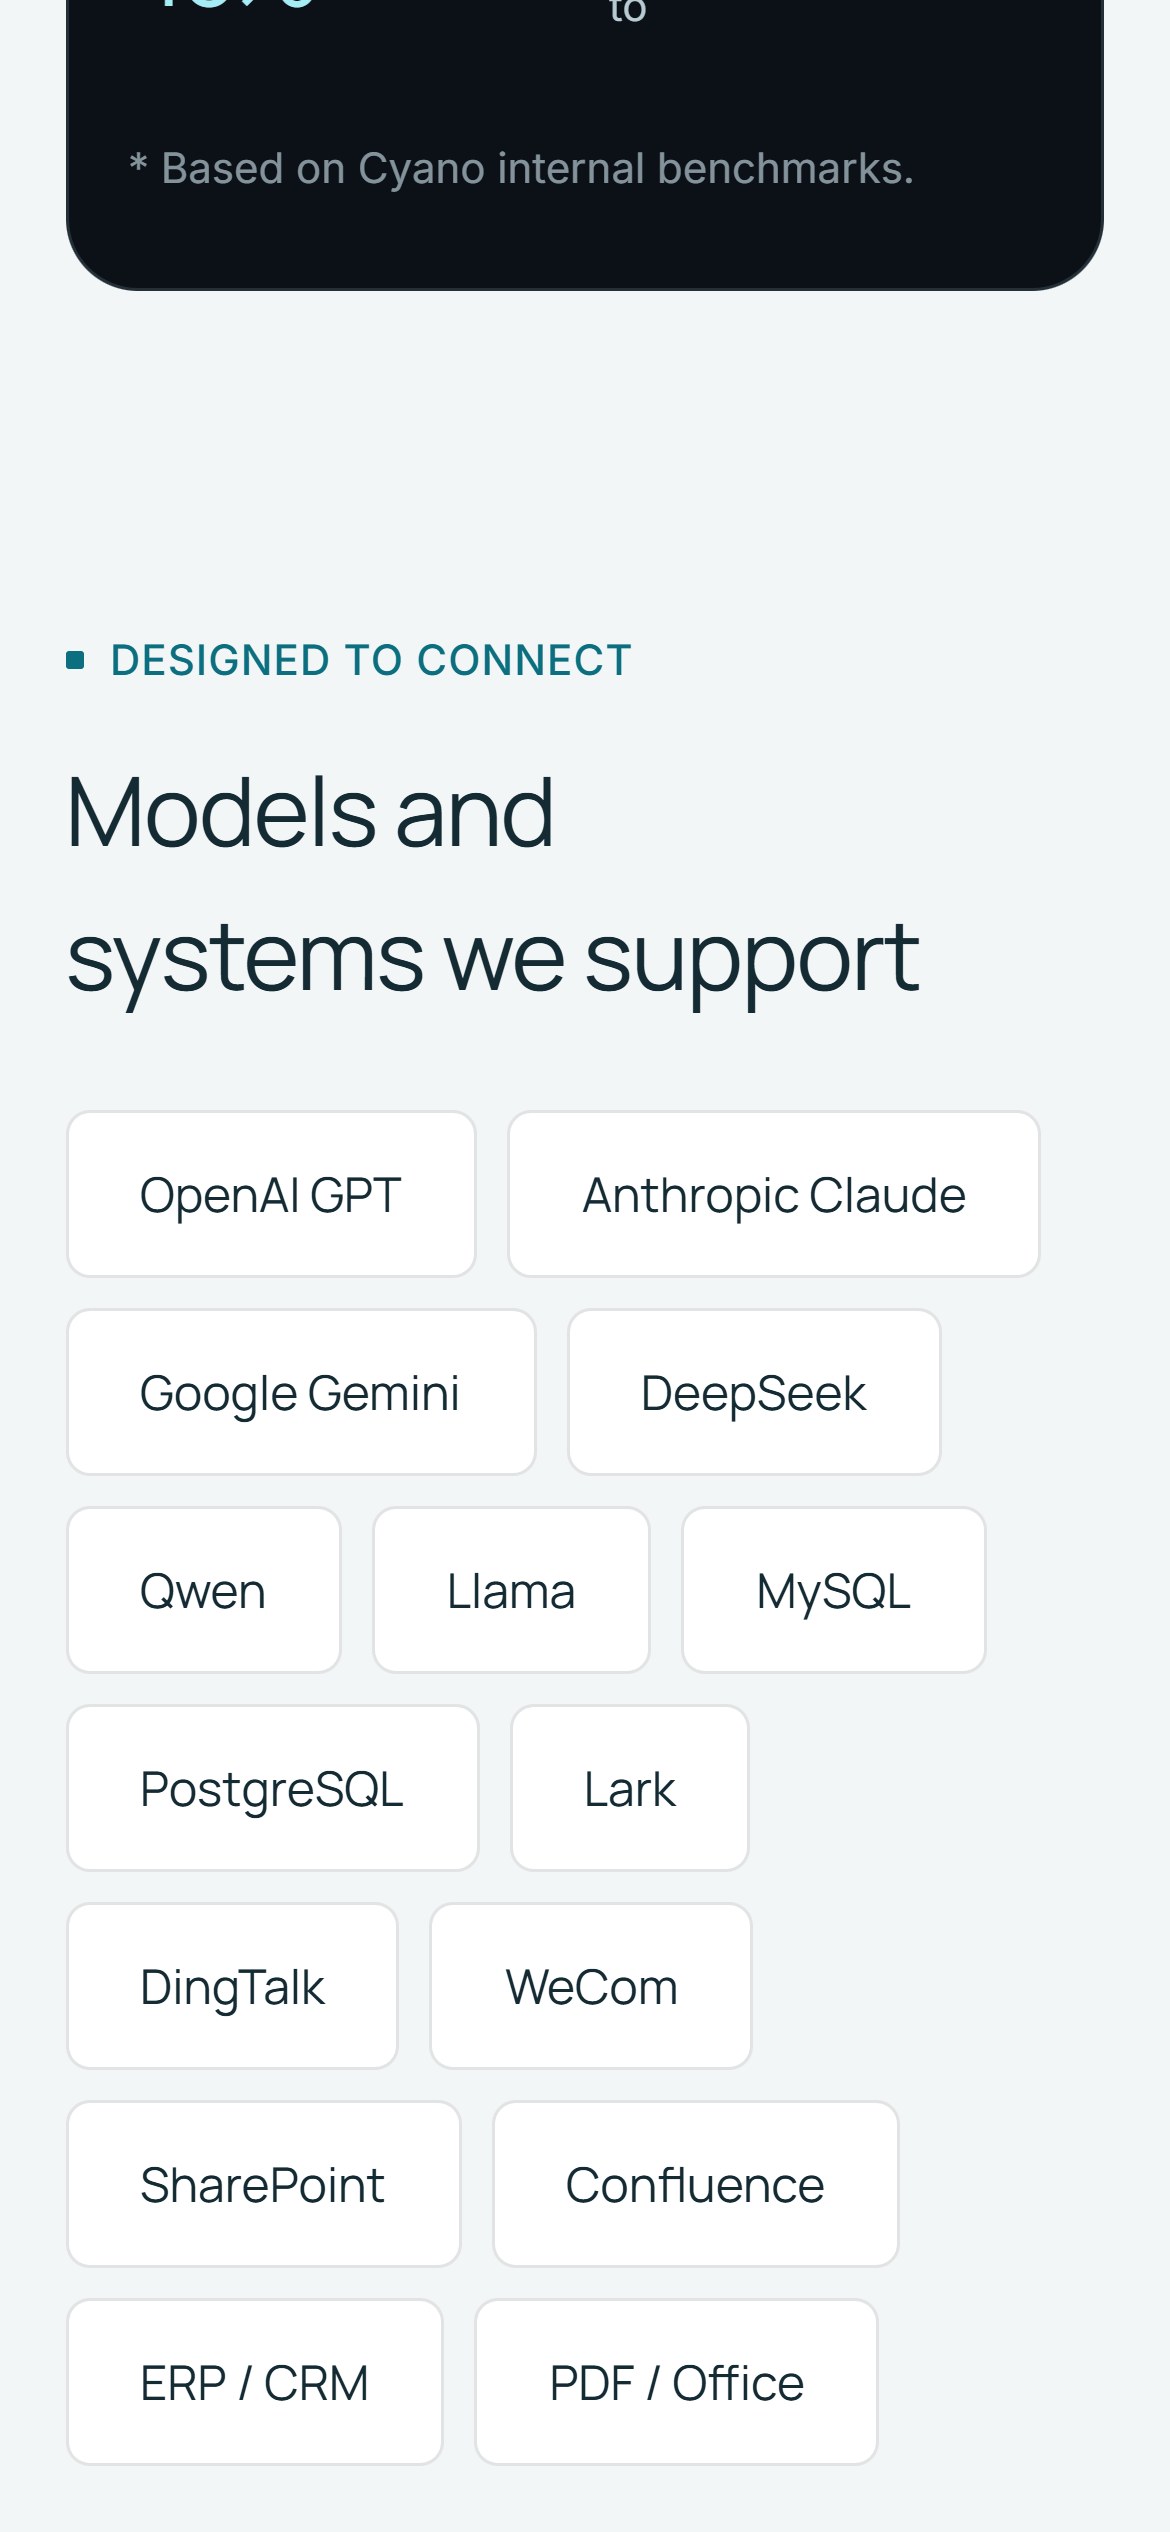 to
* Based on Cyano internal benchmarks.
DESIGNED TO CONNECT
Models and
systems we support
OpenAI GPT
Anthropic Claude
Google Gemini
DeepSeek
Qwen
Llama
MySQL
PostgreSQL
Lark
DingTalk
WeCom
SharePoint
Confluence
ERP / CRM
PDF / Office